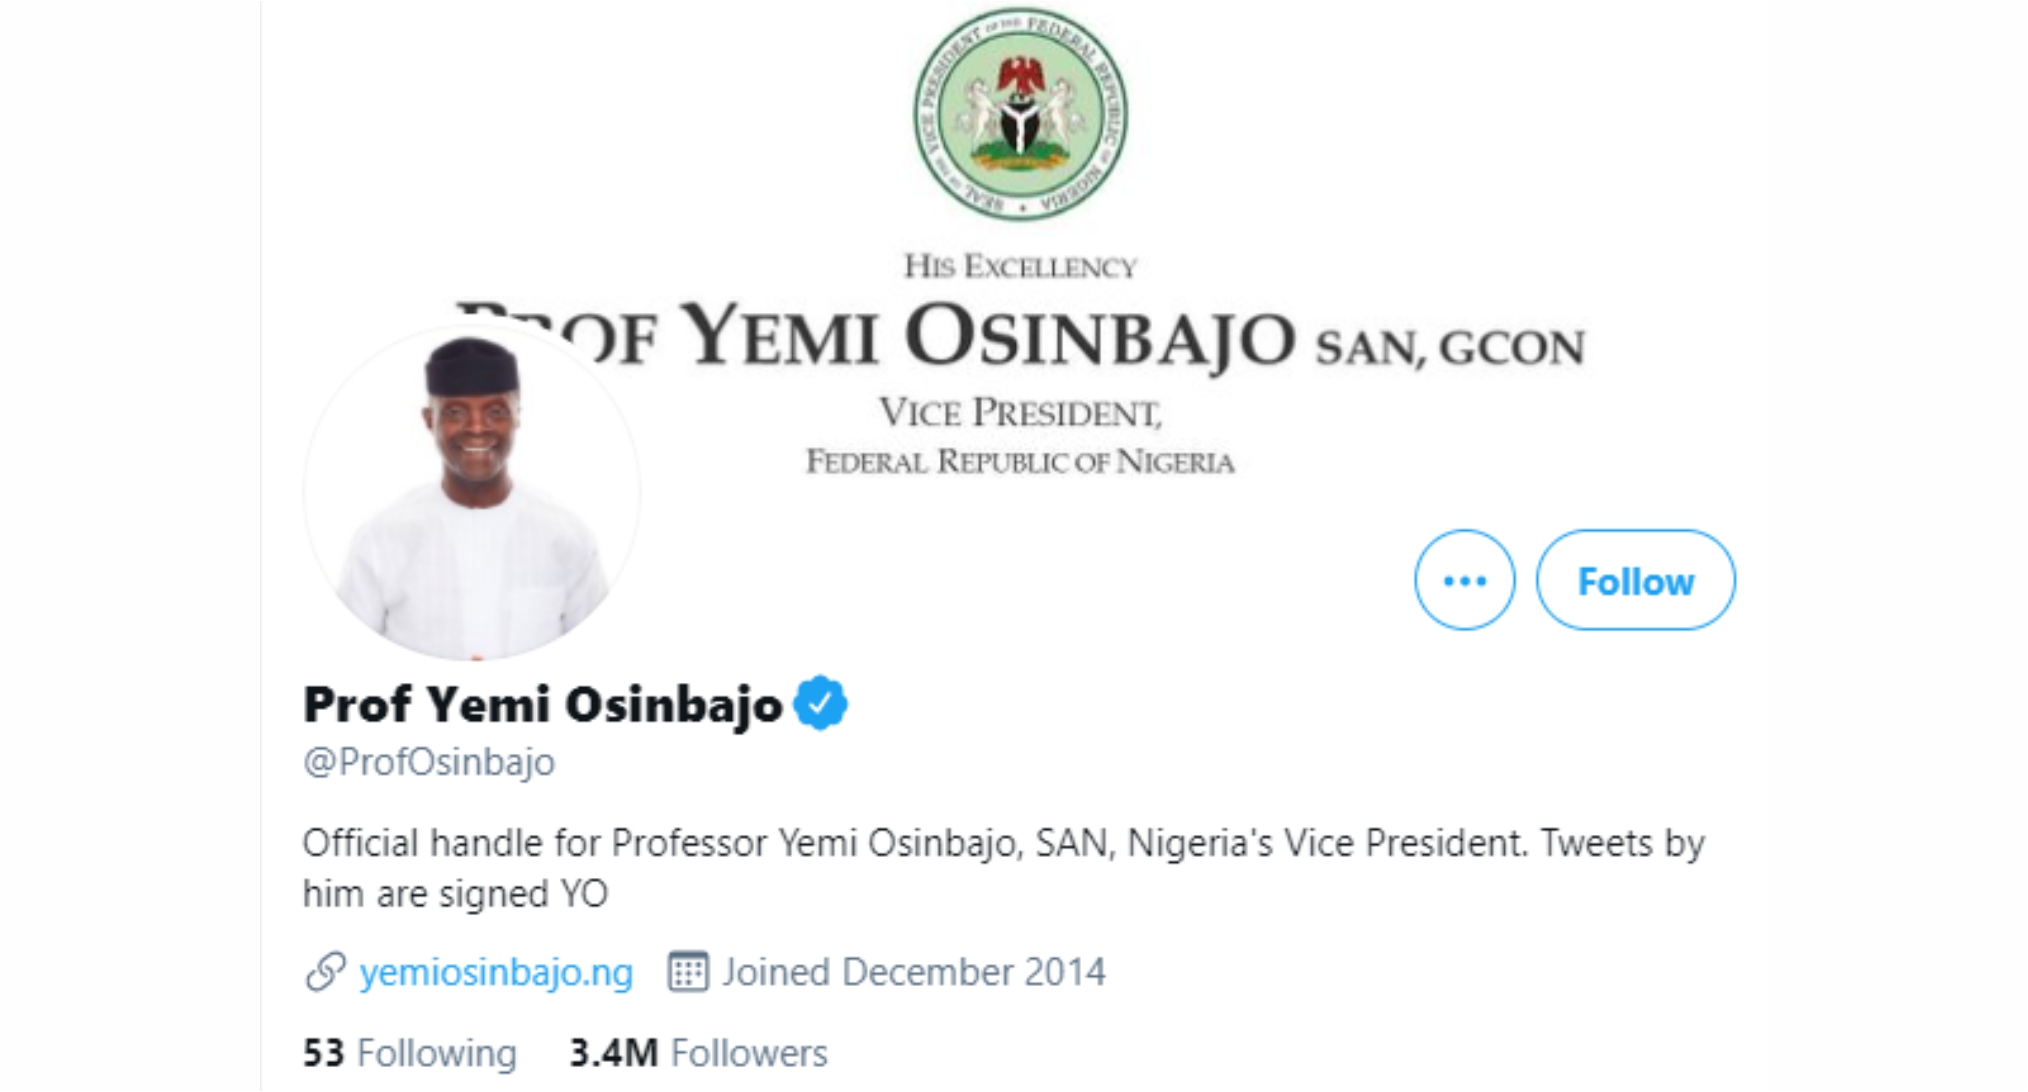 SEAL OF THE VICE PRESIDENT OF THE FEDERAL REPUBLIC OF NIGERIA
HIS EXCELLENCY
PROF YEMI OSINBAJO SAN, GCON
VICE PRESIDENT,
FEDERAL REPUBLIC OF NIGERIA
Follow
Prof Yemi Osinbajo
@ProfOsinbajo
Official handle for Professor Yemi Osinbajo, SAN, Nigeria's Vice President. Tweets by
him are signed YO
yemiosinbajo.ng Joined December 2014
53 Following 3.4M Followers